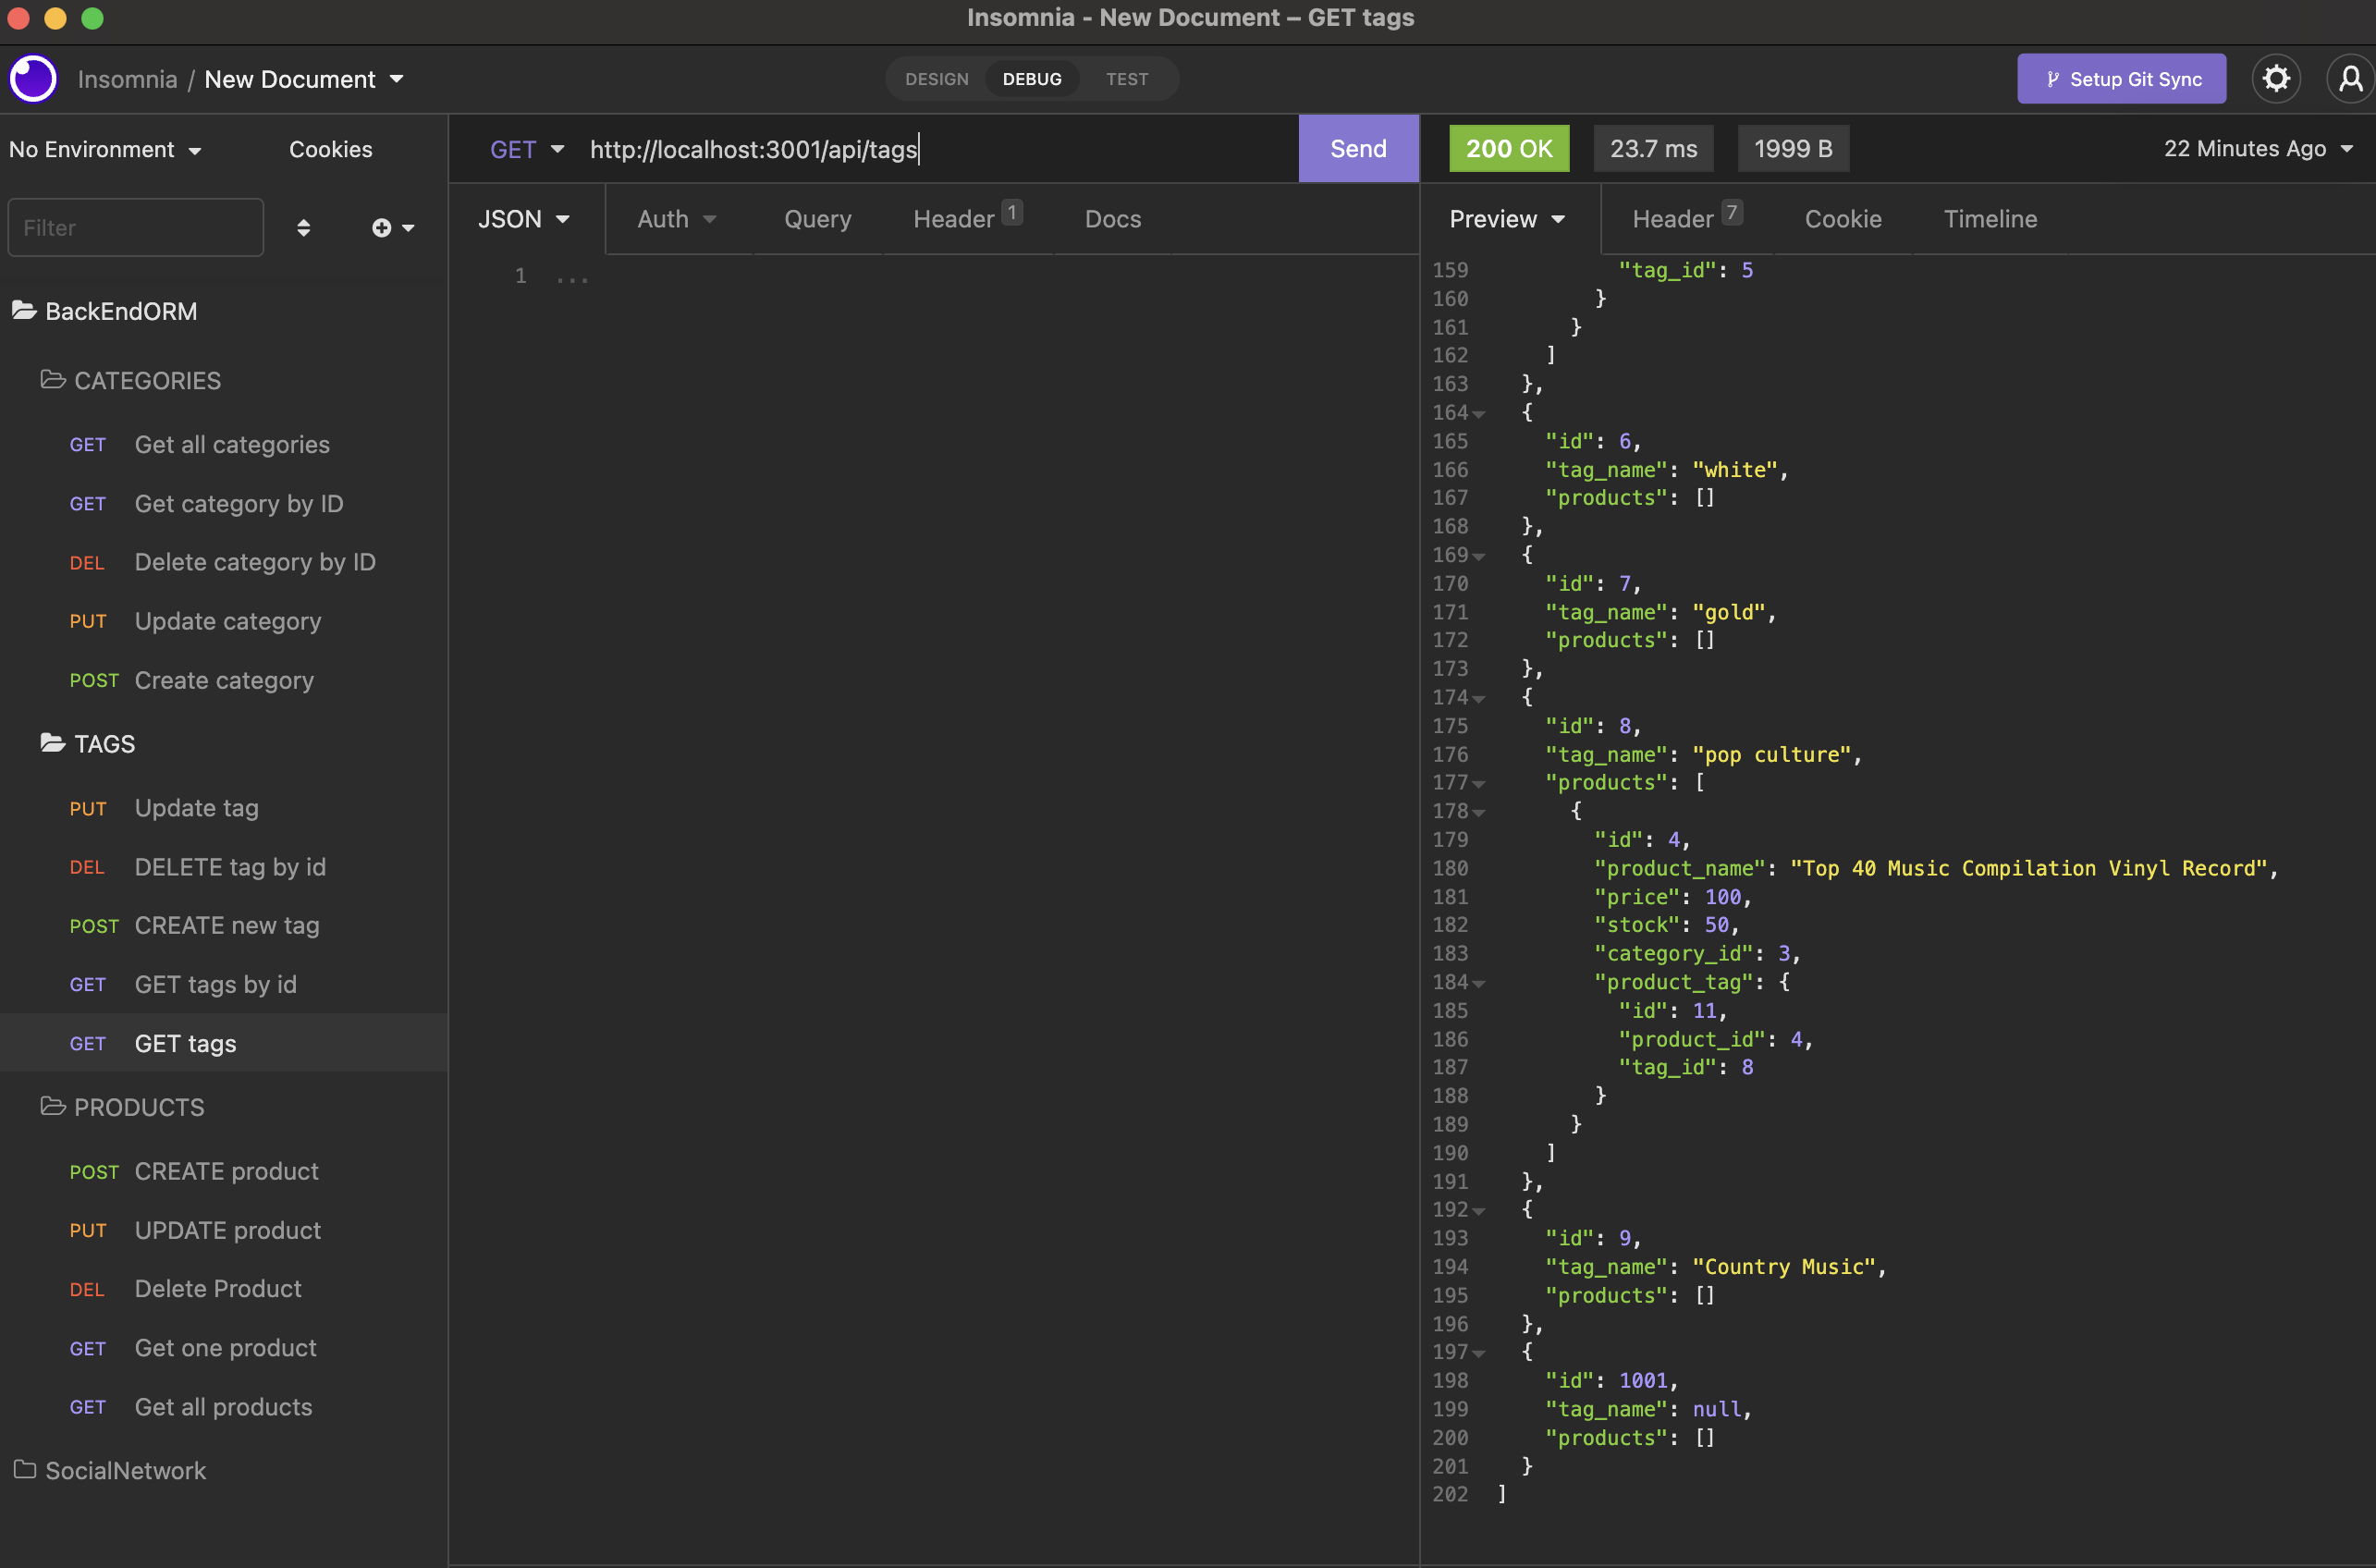 Insomnia - New Document – GET tags
Insomnia / New Document
DESIGN DEBUG TEST
Setup Git Sync
No Environment
Cookies
Filter
BackEndORM
CATEGORIES
GET Get all categories
GET Get category by ID
DEL Delete category by ID
PUT Update category
POST Create category
TAGS
PUT Update tag
DEL DELETE tag by id
POST CREATE new tag
GET GET tags by id
GET GET tags
PRODUCTS
POST CREATE product
PUT UPDATE product
DEL Delete Product
GET Get one product
GET Get all products
SocialNetwork
GET http://localhost:3001/api/tags
Send
JSON Auth Query Header 1 Docs
1 ...
200 OK 23.7 ms 1999 B 22 Minutes Ago
Preview Header 7 Cookie Timeline
159 "tag_id": 5
160 }
161 }
162 ]
163 },
164 {
165 "id": 6,
166 "tag_name": "white",
167 "products": []
168 },
169 {
170 "id": 7,
171 "tag_name": "gold",
172 "products": []
173 },
174 {
175 "id": 8,
176 "tag_name": "pop culture",
177 "products": [
178 {
179 "id": 4,
180 "product_name": "Top 40 Music Compilation Vinyl Record",
181 "price": 100,
182 "stock": 50,
183 "category_id": 3,
184 "product_tag": {
185 "id": 11,
186 "product_id": 4,
187 "tag_id": 8
188 }
189 }
190 ]
191 },
192 {
193 "id": 9,
194 "tag_name": "Country Music",
195 "products": []
196 },
197 {
198 "id": 1001,
199 "tag_name": null,
200 "products": []
201 }
202 ]